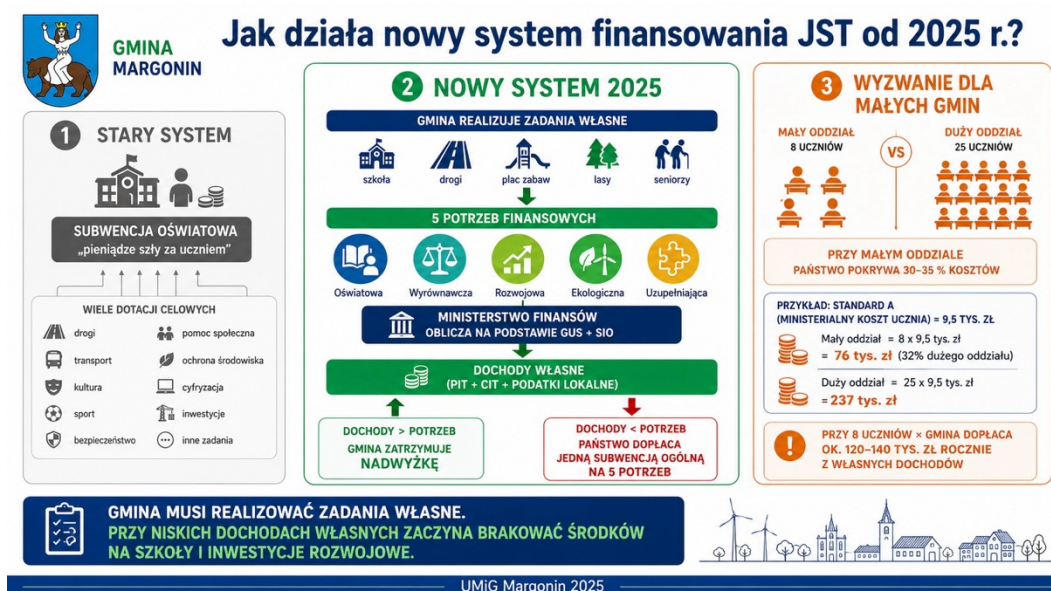 GMINA
MARGONIN
Jak działa nowy system finansowania JST od 2025 r.?
1 STARY SYSTEM
SUBWENCJA OŚWIATOWA
„pieniądze szły za uczniem”
WIELE DOTACJI CELOWYCH
drogi
pomoc społeczna
transport
ochrona środowiska
kultura
cyfryzacja
sport
inwestycje
bezpieczeństwo
inne zadania
2 NOWY SYSTEM 2025
GMINA REALIZUJE ZADANIA WŁASNE
szkoła drogi plac zabaw lasy seniorzy
5 POTRZEB FINANSOWYCH
Oświatowa Wyrównawcza Rozwojowa Ekologiczna Uzupełniająca
MINISTERSTWO FINANSÓW
OBLICZA NA PODSTAWIE GUS + SIO
DOCHODY WŁASNE
(PIT + CIT + PODATKI LOKALNE)
DOCHODY > POTRZEB
GMINA ZATRZYMUJE
NADWYŻKĘ
DOCHODY < POTRZEB
PAŃSTWO DOPŁACA
JEDNĄ SUBWENCJĄ OGÓLNĄ
NA 5 POTRZEB
3 WYZWANIE DLA
MAŁYCH GMIN
MAŁY ODDZIAŁ
8 UCZNIÓW
VS
DUŻY ODDZIAŁ
25 UCZNIÓW
PRZY MAŁYM ODDZIALE
PAŃSTWO POKRYWA 30–35 % KOSZTÓW
PRZYKŁAD: STANDARD A
(MINISTERIALNY KOSZT UCZNIA) = 9,5 TYS. ZŁ
Mały oddział = 8 x 9,5 tys. zł
= 76 tys. zł (32% dużego oddziału)
Duży oddział = 25 x 9,5 tys. zł
= 237 tys. zł
! PRZY 8 UCZNIÓW × GMINA DOPŁACA
OK. 120–140 TYS. ZŁ ROCZNIE
Z WŁASNYCH DOCHODÓW
GMINA MUSI REALIZOWAĆ ZADANIA WŁASNE.
PRZY NISKICH DOCHODACH WŁASNYCH ZACZYNA BRAKOWAĆ ŚRODKÓW
NA SZKOŁY I INWESTYCJE ROZWOJOWE.
UMiG Margonin 2025